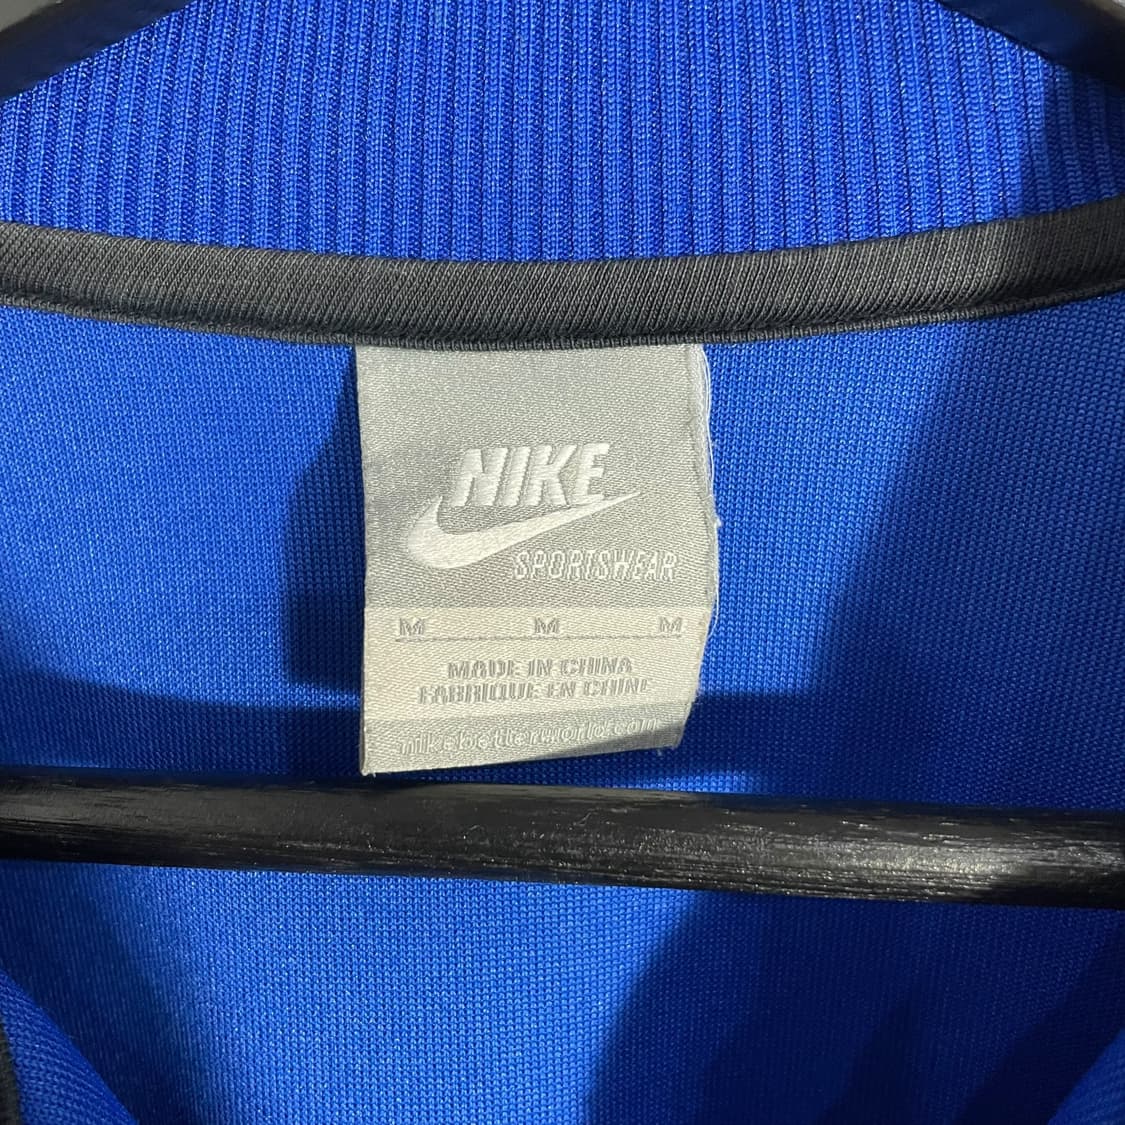 NIKE
SPORTSWEAR
M M M
MADE IN CHINA
FABRIQUE EN CHINE
nikebetterworld.com